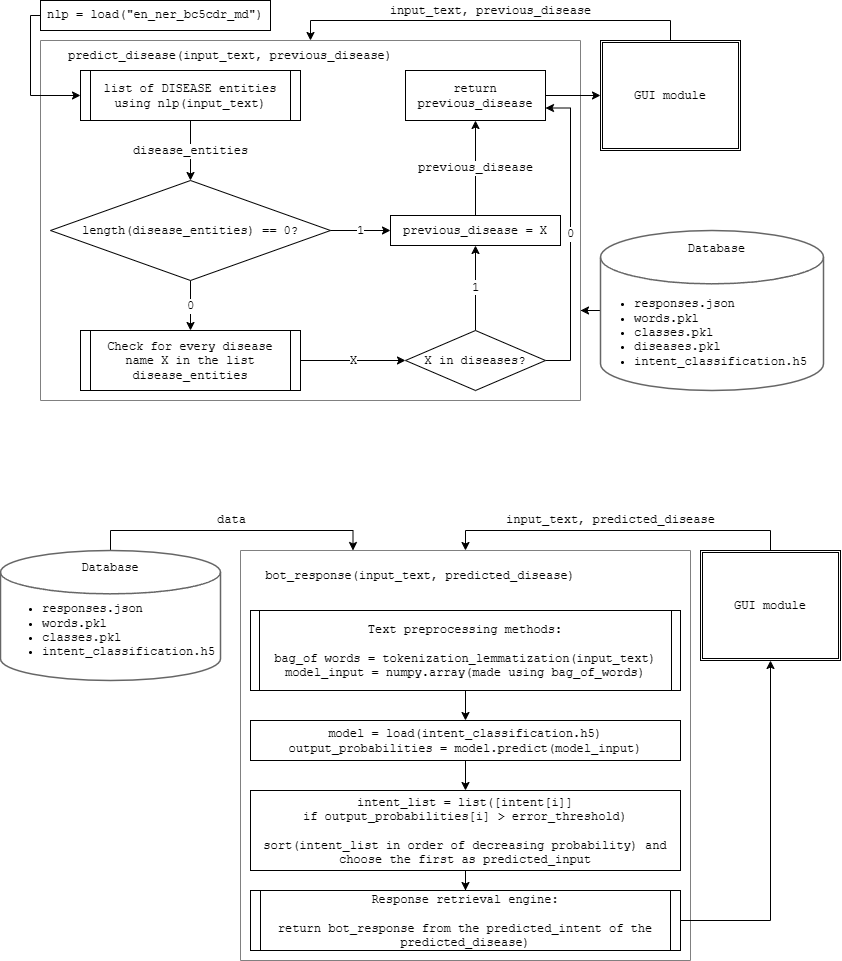 nlp = load("en_ner_bc5cdr_md")
input_text, previous_disease
predict_disease(input_text, previous_disease)
list of DISEASE entities
using nlp(input_text)
return
previous_disease
GUI module
disease_entities
previous_disease
length(disease_entities) == 0?
1
previous_disease = X
0
Database
responses.json
words.pkl
classes.pkl
diseases.pkl
intent_classification.h5
1
0
Check for every disease
name X in the list
disease_entities
X
X in diseases?
data
input_text, predicted_disease
Database
responses.json
words.pkl
classes.pkl
intent_classification.h5
bot_response(input_text, predicted_disease)
GUI module
Text preprocessing methods:
bag_of words = tokenization_lemmatization(input_text)
model_input = numpy.array(made using bag_of_words)
model = load(intent_classification.h5)
output_probabilities = model.predict(model_input)
intent_list = list([intent[i]]
if output_probabilities[i] > error_threshold)
sort(intent_list in order of decreasing probability) and
choose the first as predicted_input
Response retrieval engine:
return bot_response from the predicted_intent of the
predicted_disease)